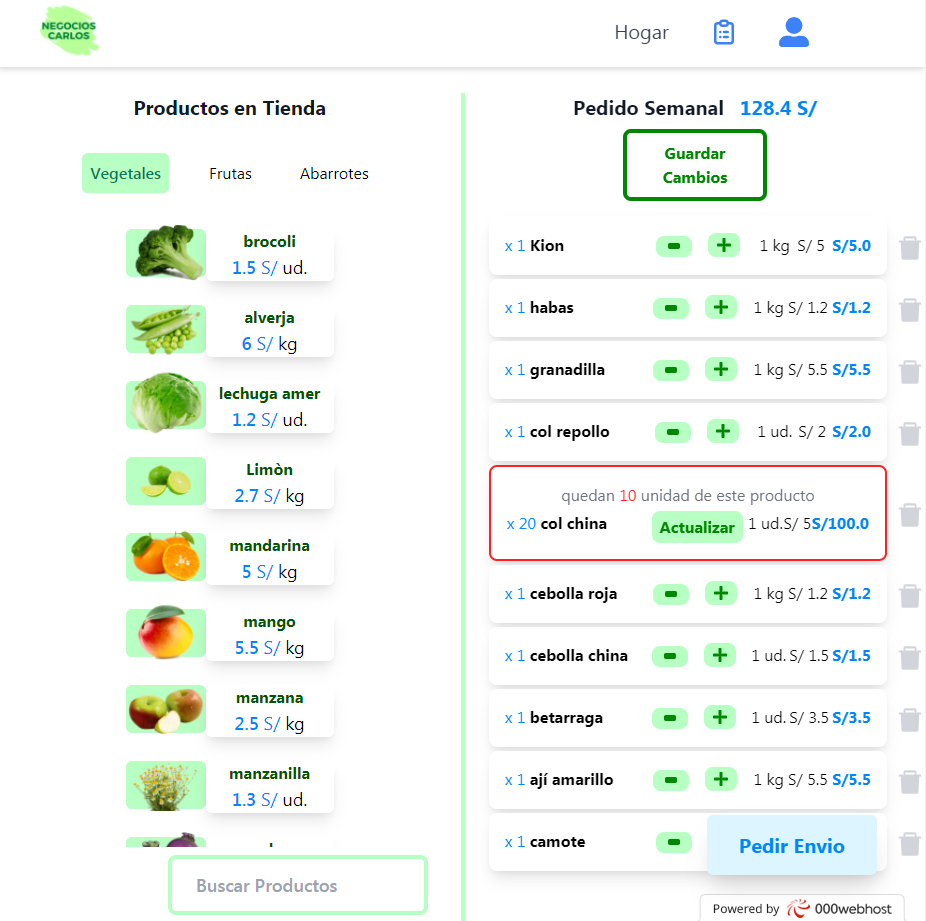 NEGOCIOS
CARLOS
Hogar
Productos en Tienda
Vegetales
Frutas
Abarrotes
brocoli
1.5 S/ ud.
alverja
6 S/ kg
lechuga amer
1.2 S/ ud.
Limòn
2.7 S/ kg
mandarina
5 S/ kg
mango
5.5 S/ kg
manzana
2.5 S/ kg
manzanilla
1.3 S/ ud.
Buscar Productos
Pedido Semanal 128.4 S/
Guardar
Cambios
x 1 Kion - + 1 kg S/ 5 S/5.0
x 1 habas - + 1 kg S/ 1.2 S/1.2
x 1 granadilla - + 1 kg S/ 5.5 S/5.5
x 1 col repollo - + 1 ud. S/ 2 S/2.0
quedan 10 unidad de este producto
x 20 col china Actualizar 1 ud.S/ 5S/100.0
x 1 cebolla roja - + 1 kg S/ 1.2 S/1.2
x 1 cebolla china - + 1 ud. S/ 1.5 S/1.5
x 1 betarraga - + 1 ud. S/ 3.5 S/3.5
x 1 ají amarillo - + 1 kg S/ 5.5 S/5.5
x 1 camote -
Pedir Envio
Powered by 000webhost